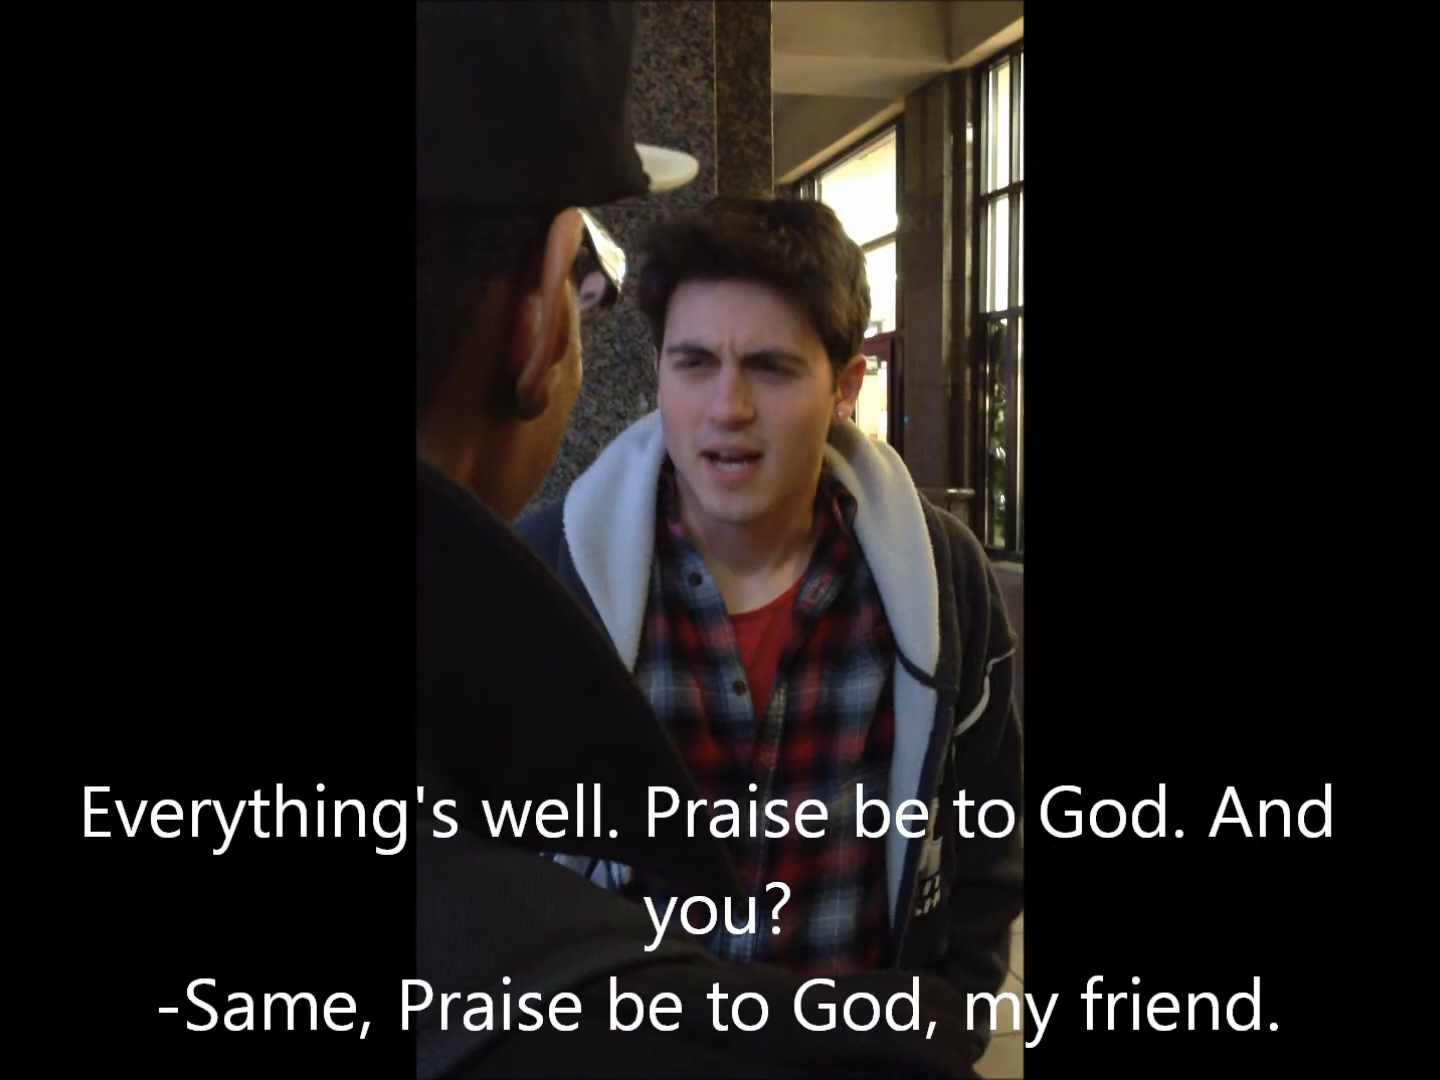 Everything's well. Praise be to God. And
you?
-Same, Praise be to God, my friend.